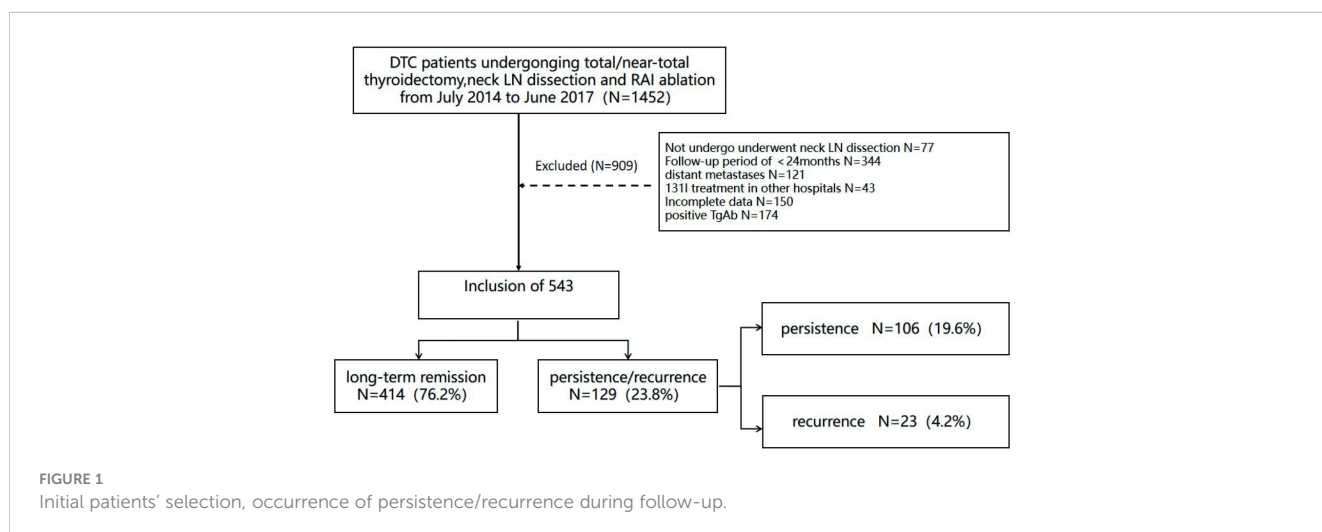 DTC patients undergonging total/near-total
thyroidectomy,neck LN dissection and RAI ablation
from July 2014 to June 2017 (N=1452)
Excluded (N=909)
Not undergo underwent neck LN dissection N=77
Follow-up period of <24months N=344
distant metastases N=121
131I treatment in other hospitals N=43
Incomplete data N=150
positive TgAb N=174
Inclusion of 543
long-term remission
N=414 (76.2%)
persistence/recurrence
N=129 (23.8%)
persistence N=106 (19.6%)
recurrence N=23 (4.2%)
FIGURE 1
Initial patients' selection, occurrence of persistence/recurrence during follow-up.